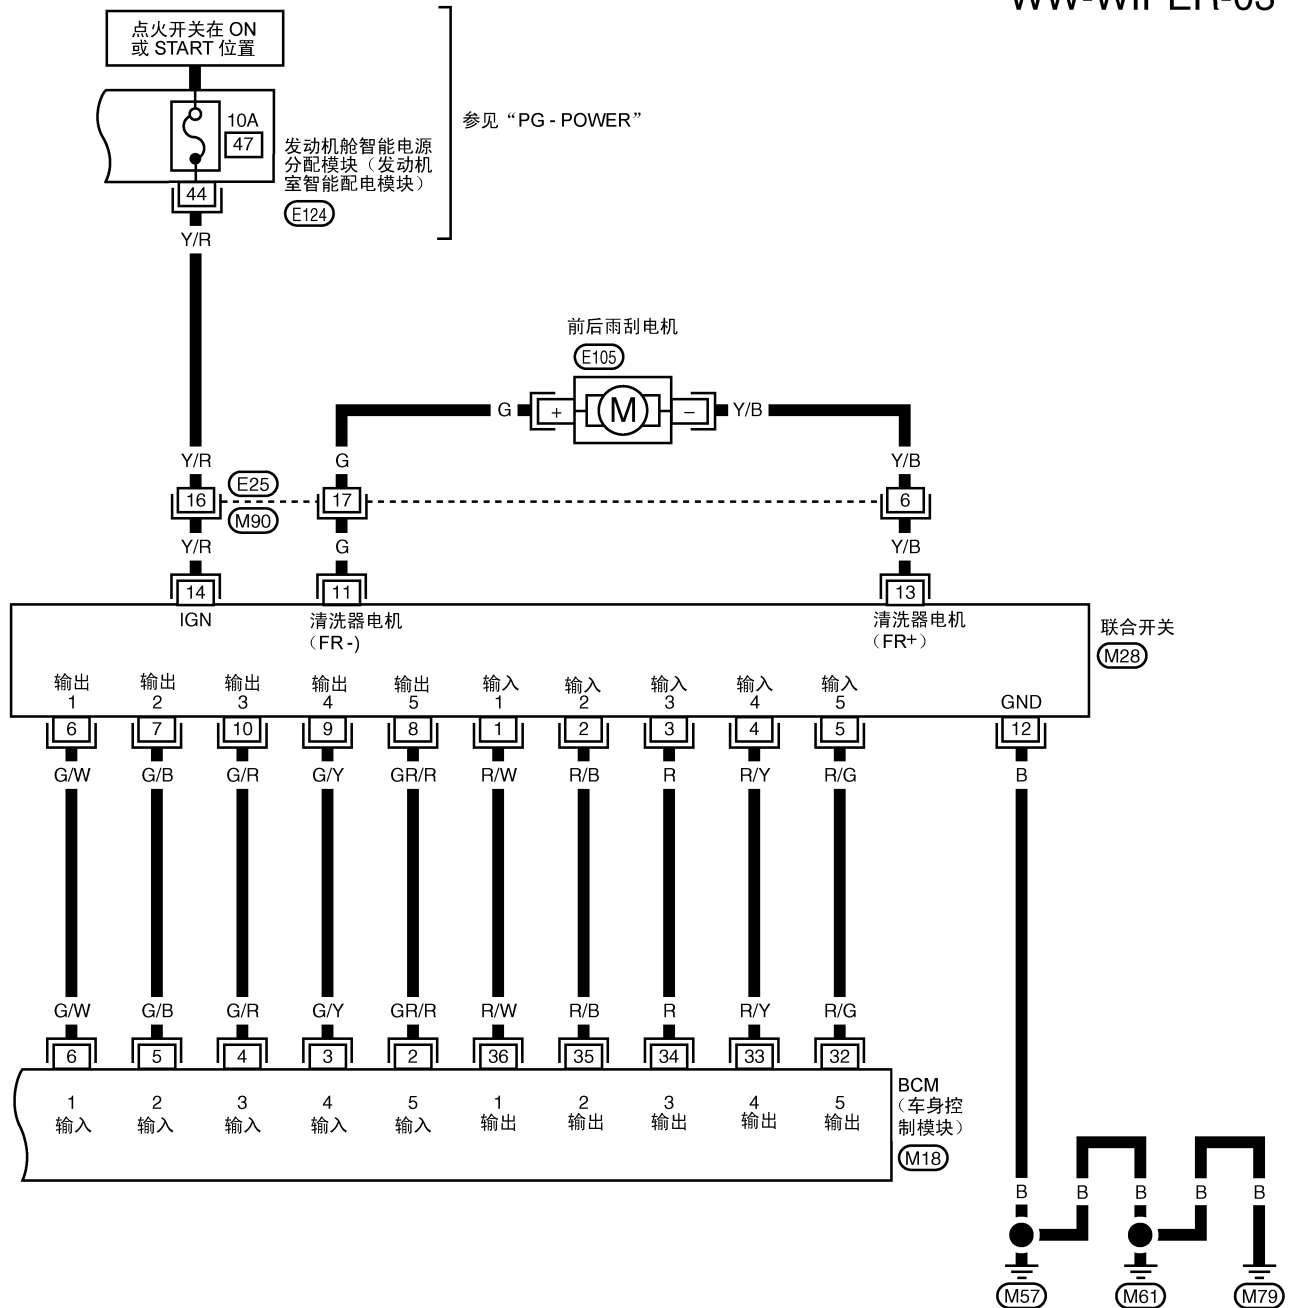 WW-WIPER-03
点火开关在 ON
或 START 位置
10A
47
发动机舱智能电源
分配模块（发动机
室智能配电模块）
44
E124
参见“PG - POWER”
Y/R
前后雨刮电机
E105
G + M – Y/B
Y/R G Y/B
E25
16 17 6
M90
Y/R G Y/B
14 11 13
IGN 清洗器电机 清洗器电机
（FR -) （FR+）
联合开关
M28
输出 输出 输出 输出 输出 输入 输入 输入 输入 输入
1 2 3 4 5 1 2 3 4 5 GND
6 7 10 9 8 1 2 3 4 5 12
G/W G/B G/R G/Y GR/R R/W R/B R R/Y R/G B
G/W G/B G/R G/Y GR/R R/W R/B R R/Y R/G
6 5 4 3 2 36 35 34 33 32
1 2 3 4 5 1 2 3 4 5
输入 输入 输入 输入 输入 输出 输出 输出 输出 输出
BCM
（车身控
制模块）
M18
B B B B B
M57 M61 M79